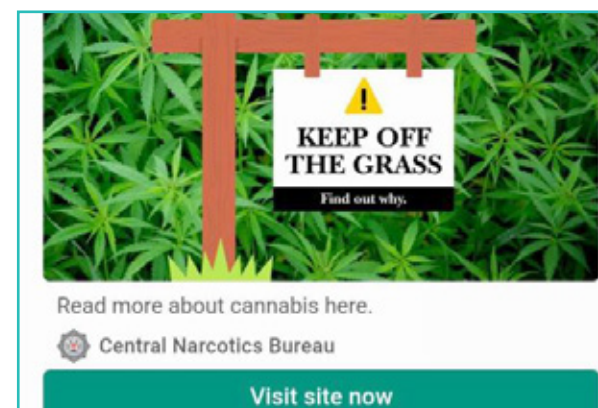 KEEP OFF
THE GRASS
Find out why.
Read more about cannabis here.
Central Narcotics Bureau
Visit site now